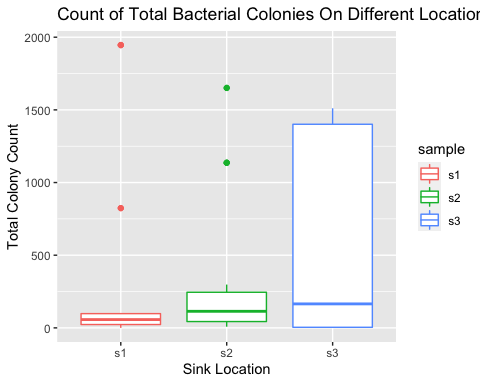 Count of Total Bacterial Colonies On Different Location
2000
1500
1000
500
0
Total Colony Count
s1
s2
s3
Sink Location
sample
s1
s2
s3